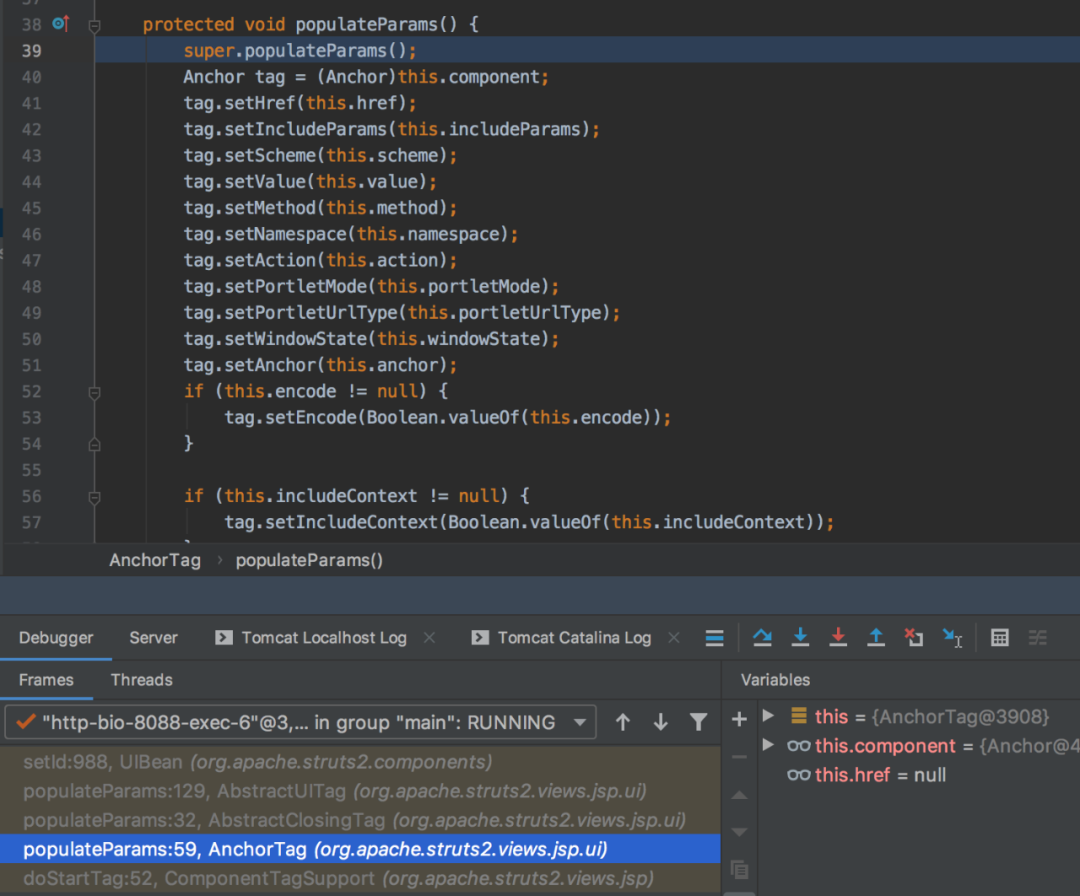 38 protected void populateParams() {
39 super.populateParams();
40 Anchor tag = (Anchor)this.component;
41 tag.setHref(this.href);
42 tag.setIncludeParams(this.includeParams);
43 tag.setScheme(this.scheme);
44 tag.setValue(this.value);
45 tag.setMethod(this.method);
46 tag.setNamespace(this.namespace);
47 tag.setAction(this.action);
48 tag.setPortletMode(this.portletMode);
49 tag.setPortletUrlType(this.portletUrlType);
50 tag.setWindowState(this.windowState);
51 tag.setAnchor(this.anchor);
52 if (this.encode != null) {
53 tag.setEncode(Boolean.valueOf(this.encode));
54 }
55
56 if (this.includeContext != null) {
57 tag.setIncludeContext(Boolean.valueOf(this.includeContext));
AnchorTag › populateParams()
Debugger Server Tomcat Localhost Log Tomcat Catalina Log
Frames Threads Variables
"http-bio-8088-exec-6"@3,... in group "main": RUNNING
setId:988, UIBean (org.apache.struts2.components)
populateParams:129, AbstractUITag (org.apache.struts2.views.jsp.ui)
populateParams:32, AbstractClosingTag (org.apache.struts2.views.jsp.ui)
populateParams:59, AnchorTag (org.apache.struts2.views.jsp.ui)
doStartTag:52, ComponentTagSupport (org.apache.struts2.views.jsp)
this = {AnchorTag@3908}
this.component = {Anchor@4
this.href = null